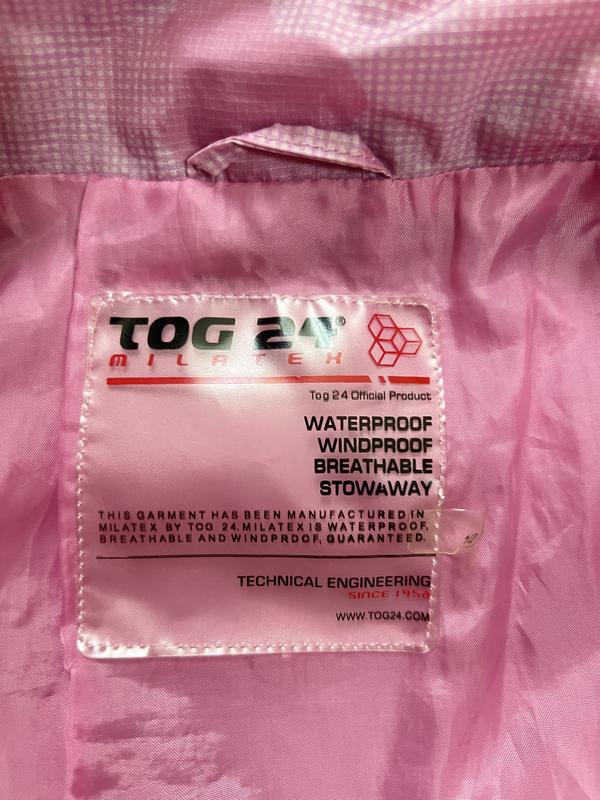 TOG 24®
MILATEX
Tog 24 Official Product
WATERPROOF
WINDPROOF
BREATHABLE
STOWAWAY
THIS GARMENT HAS BEEN MANUFACTURED IN
MILATEX BY TOG 24. MILATEX IS WATERPROOF,
BREATHABLE AND WINDPROOF, GUARANTEED.
12
TECHNICAL ENGINEERING
SINCE 1958
WWW.TOG24.COM